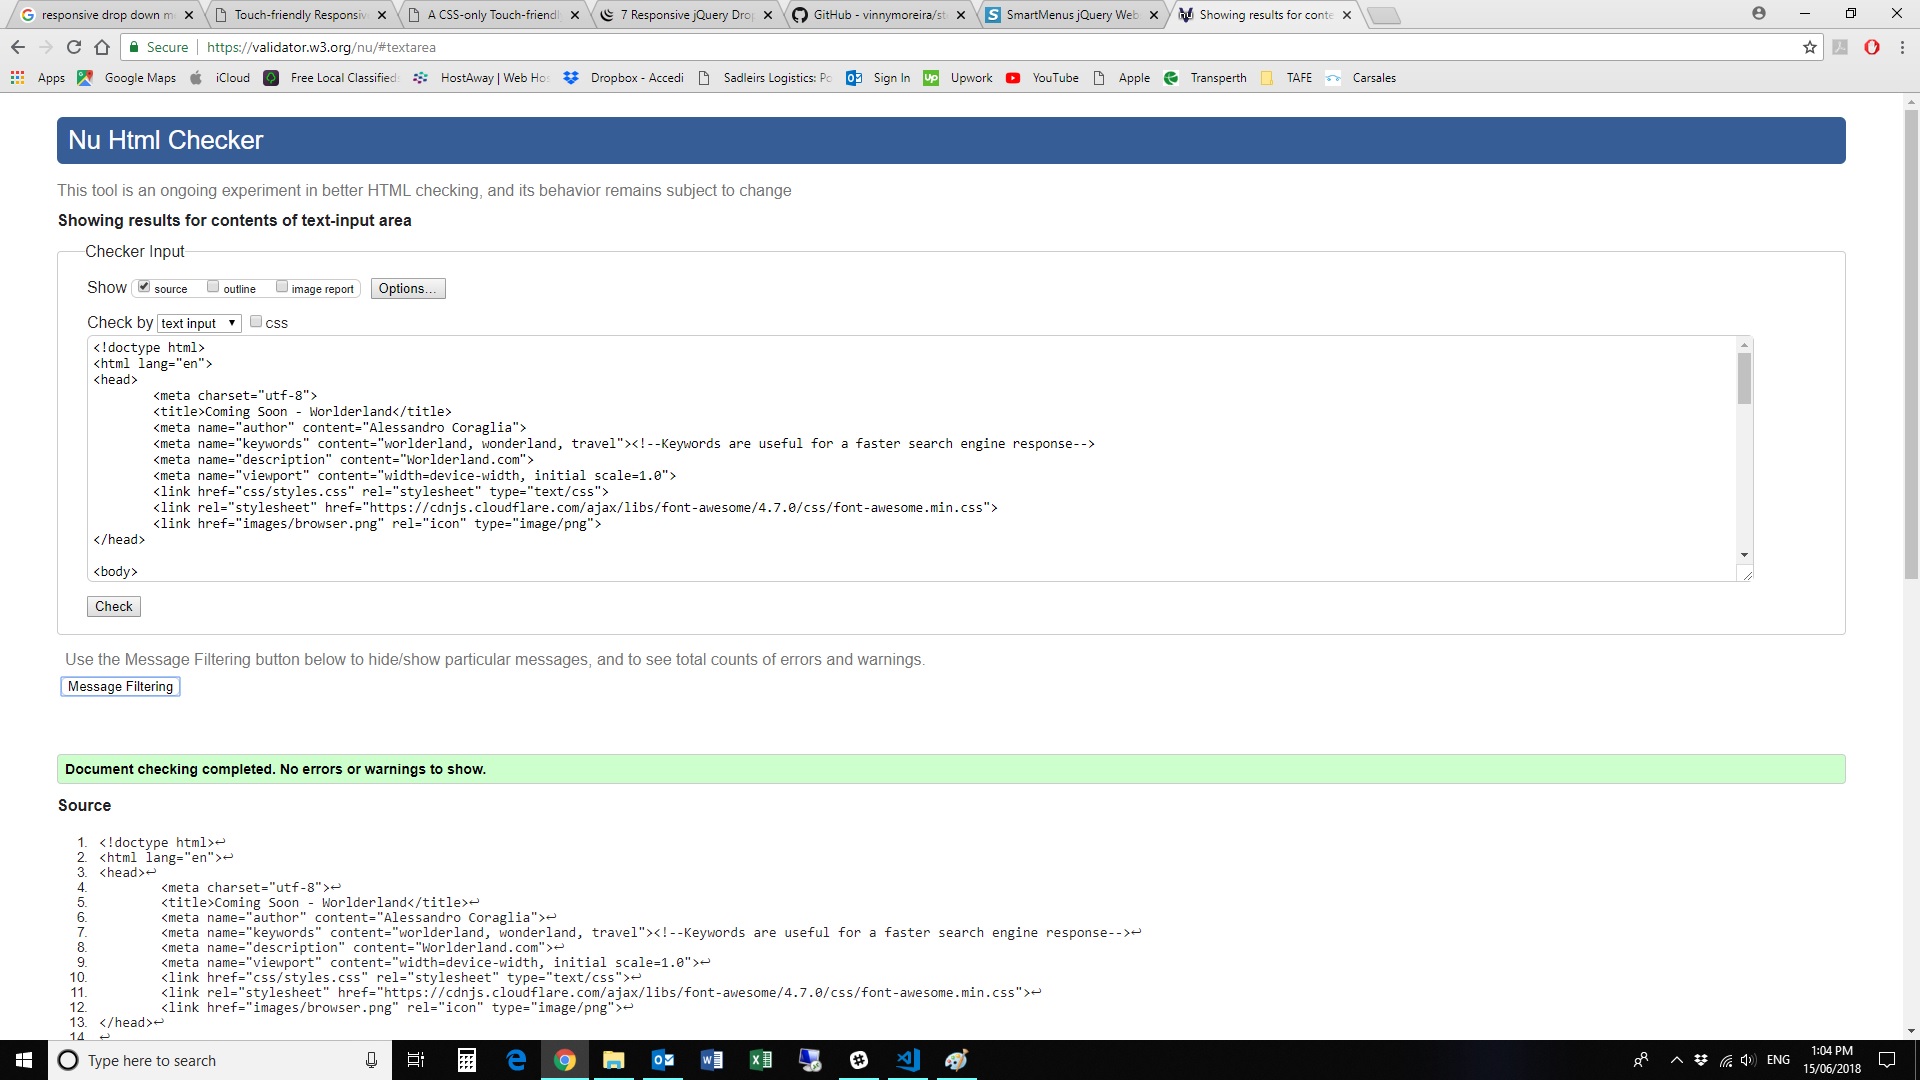 responsive drop down m
Touch-friendly Responsive
A CSS-only Touch-friendl
7 Responsive jQuery Drop
GitHub - vinnymoreira/st
SmartMenus jQuery Web
Showing results for conte
Secure
https://validator.w3.org/nu/#textarea
Apps
Google Maps
iCloud
Free Local Classifieds
HostAway | Web Ho
Dropbox - Accedi
Sadleirs Logistics: Po
Sign In
Up
Upwork
YouTube
Apple
Transperth
TAFE
Carsales
Nu Html Checker
This tool is an ongoing experiment in better HTML checking, and its behavior remains subject to change
Showing results for contents of text-input area
Checker Input
Show source outline image report Options...
Check by text input css
<!doctype html>
<html lang="en">
<head>
<meta charset="utf-8">
<title>Coming Soon - Worlderland</title>
<meta name="author" content="Alessandro Coraglia">
<meta name="keywords" content="worlderland, wonderland, travel"><!--Keywords are useful for a faster search engine response-->
<meta name="description" content="Worlderland.com">
<meta name="viewport" content="width=device-width, initial scale=1.0">
<link href="css/styles.css" rel="stylesheet" type="text/css">
<link rel="stylesheet" href="https://cdnjs.cloudflare.com/ajax/libs/font-awesome/4.7.0/css/font-awesome.min.css">
<link href="images/browser.png" rel="icon" type="image/png">
</head>
<body>
Check
Use the Message Filtering button below to hide/show particular messages, and to see total counts of errors and warnings.
Message Filtering
Document checking completed. No errors or warnings to show.
Source
1. <!doctype html>↩
2. <html lang="en">↩
3. <head>↩
4. <meta charset="utf-8">↩
5. <title>Coming Soon - Worlderland</title>↩
6. <meta name="author" content="Alessandro Coraglia">↩
7. <meta name="keywords" content="worlderland, wonderland, travel"><!--Keywords are useful for a faster search engine response-->↩
8. <meta name="description" content="Worlderland.com">↩
9. <meta name="viewport" content="width=device-width, initial scale=1.0">↩
10. <link href="css/styles.css" rel="stylesheet" type="text/css">↩
11. <link rel="stylesheet" href="https://cdnjs.cloudflare.com/ajax/libs/font-awesome/4.7.0/css/font-awesome.min.css">↩
12. <link href="images/browser.png" rel="icon" type="image/png">↩
13. </head>↩
14. ↩
Type here to search
ENG
1:04 PM
15/06/2018